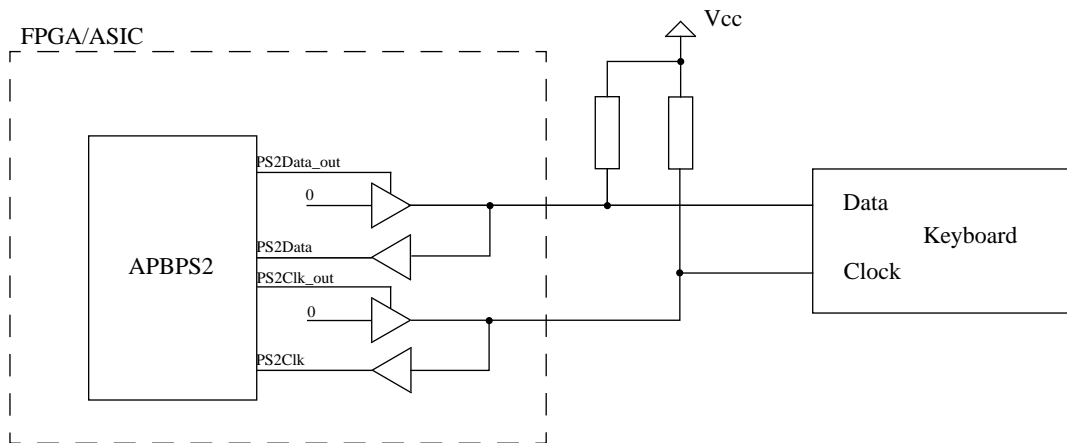 Vcc
FPGA/ASIC
PS2Data_out
0
Data
Keyboard
PS2Data
APBPS2
Clock
PS2Clk_out
0
PS2Clk